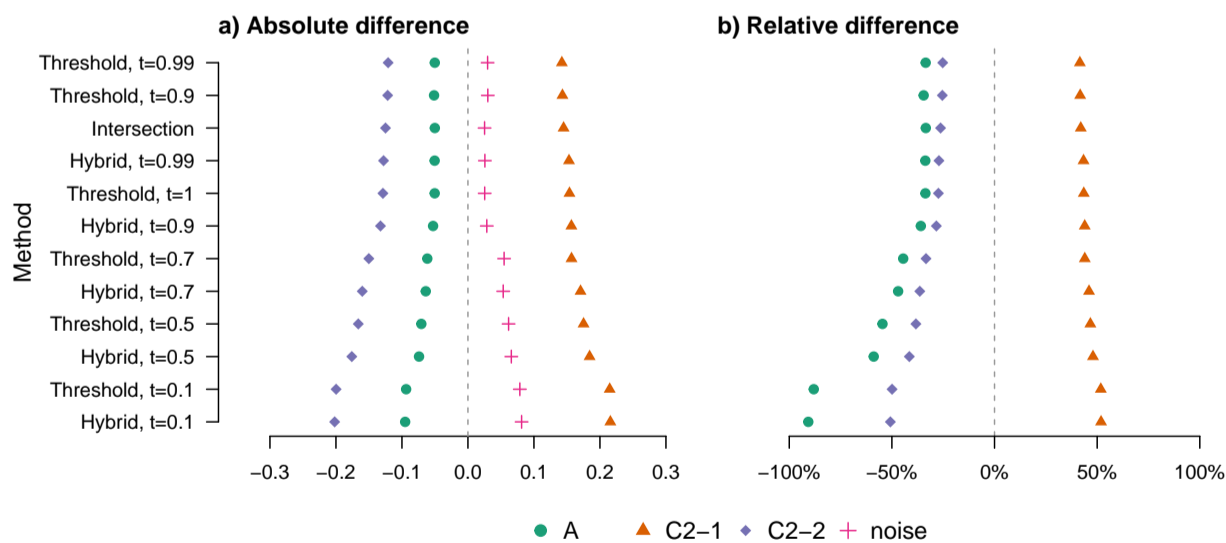 a) Absolute difference
b) Relative difference
Method
Threshold, t=0.99
Threshold, t=0.9
Intersection
Hybrid, t=0.99
Threshold, t=1
Hybrid, t=0.9
Threshold, t=0.7
Hybrid, t=0.7
Threshold, t=0.5
Hybrid, t=0.5
Threshold, t=0.1
Hybrid, t=0.1
−0.3 −0.2 −0.1 0.0 0.1 0.2 0.3
−100% −50% 0% 50% 100%
A C2−1 C2−2 noise